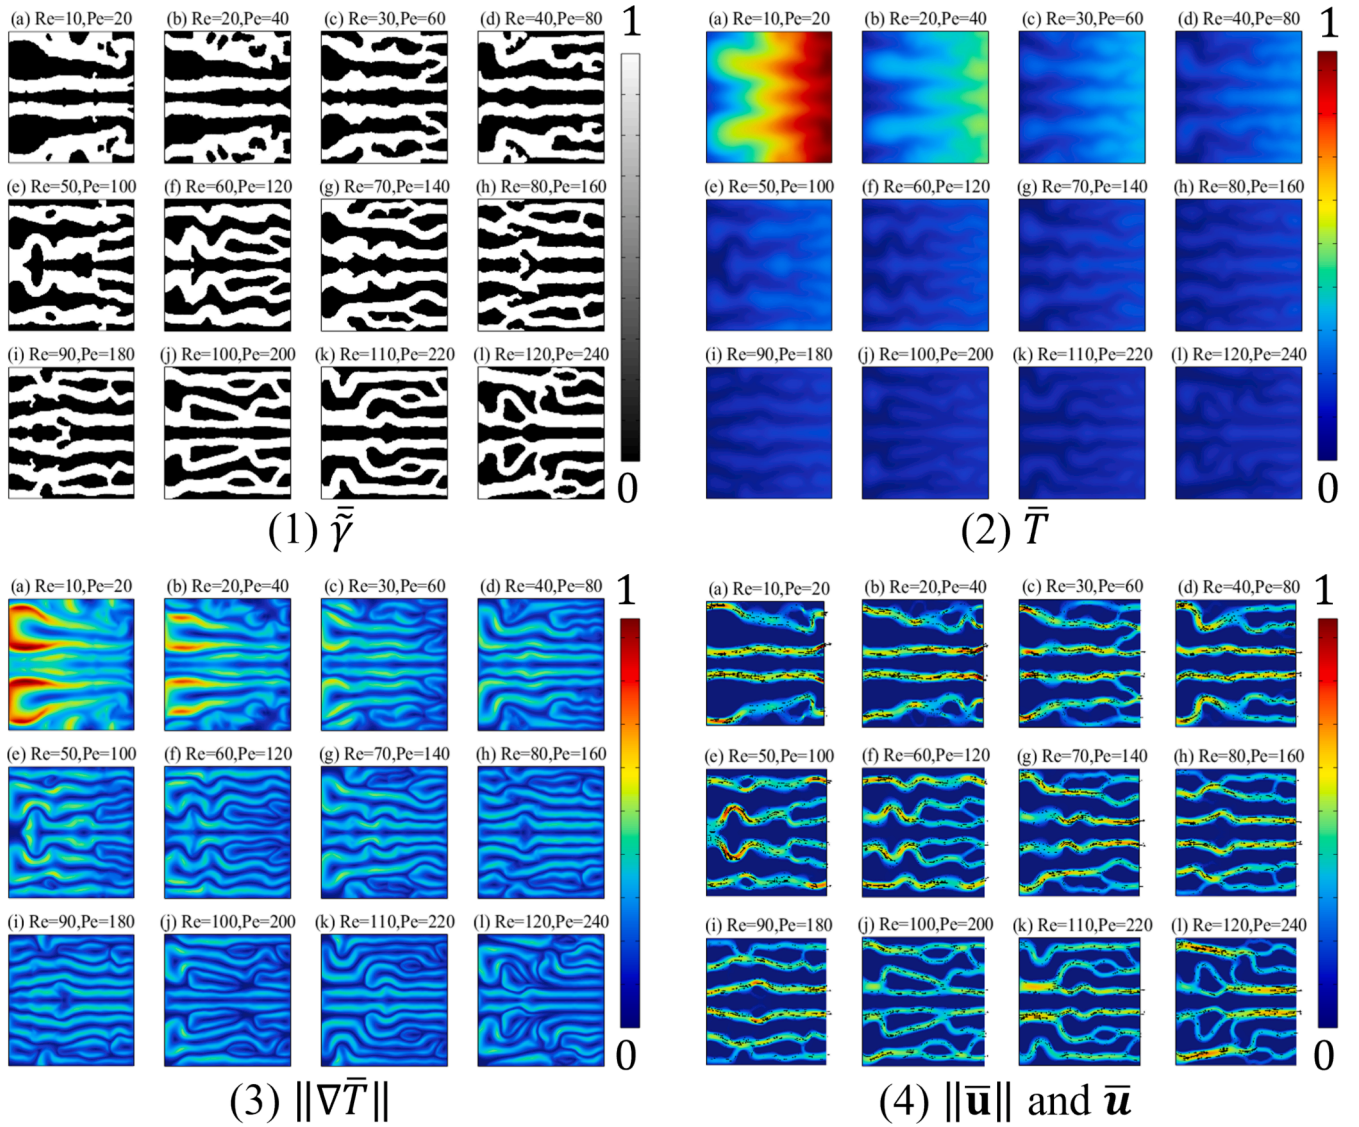 (a) Re=10,Pe=20 (b) Re=20,Pe=40 (c) Re=30,Pe=60 (d) Re=40,Pe=80 1
(e) Re=50,Pe=100 (f) Re=60,Pe=120 (g) Re=70,Pe=140 (h) Re=80,Pe=160
(i) Re=90,Pe=180 (j) Re=100,Pe=200 (k) Re=110,Pe=220 (l) Re=120,Pe=240
0
(1) γ̃̄
(a) Re=10,Pe=20 (b) Re=20,Pe=40 (c) Re=30,Pe=60 (d) Re=40,Pe=80 1
(e) Re=50,Pe=100 (f) Re=60,Pe=120 (g) Re=70,Pe=140 (h) Re=80,Pe=160
(i) Re=90,Pe=180 (j) Re=100,Pe=200 (k) Re=110,Pe=220 (l) Re=120,Pe=240
0
(2) T̄
(a) Re=10,Pe=20 (b) Re=20,Pe=40 (c) Re=30,Pe=60 (d) Re=40,Pe=80 1
(e) Re=50,Pe=100 (f) Re=60,Pe=120 (g) Re=70,Pe=140 (h) Re=80,Pe=160
(i) Re=90,Pe=180 (j) Re=100,Pe=200 (k) Re=110,Pe=220 (l) Re=120,Pe=240
0
(3) ‖∇T̄‖
(a) Re=10,Pe=20 (b) Re=20,Pe=40 (c) Re=30,Pe=60 (d) Re=40,Pe=80 1
(e) Re=50,Pe=100 (f) Re=60,Pe=120 (g) Re=70,Pe=140 (h) Re=80,Pe=160
(i) Re=90,Pe=180 (j) Re=100,Pe=200 (k) Re=110,Pe=220 (l) Re=120,Pe=240
0
(4) ‖ū‖ and ū